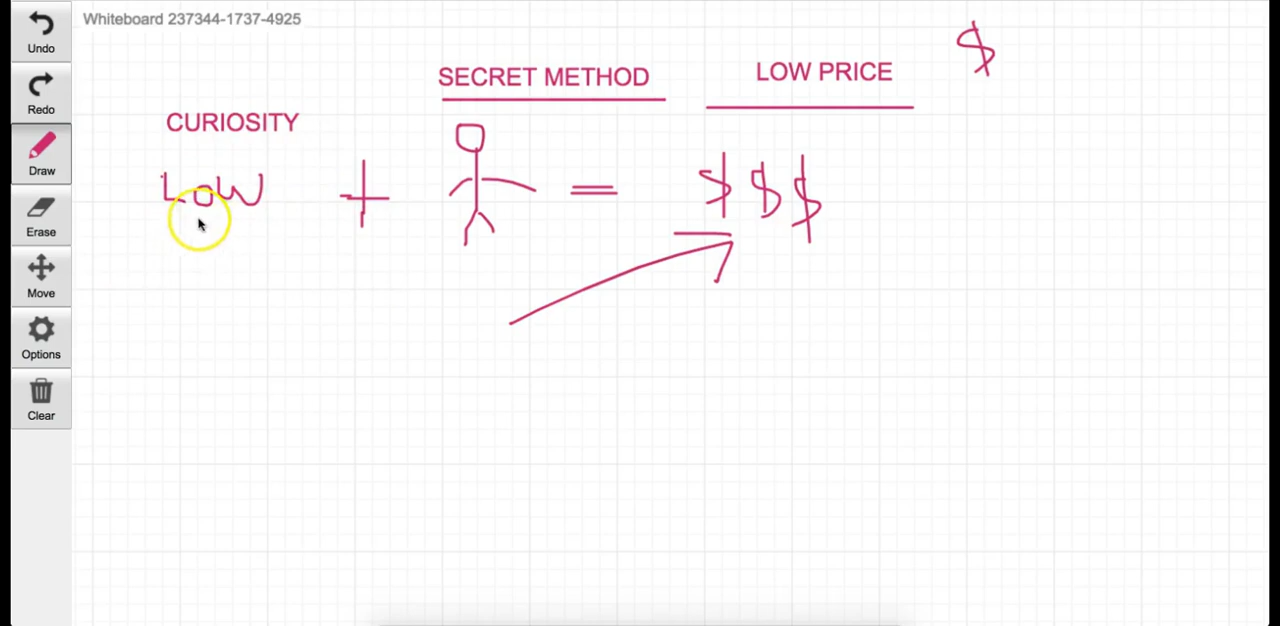 Whiteboard 237344-1737-4925
Undo
Redo
Draw
Erase
Move
Options
Clear
$
SECRET METHOD
LOW PRICE
CURIOSITY
LOW + = $ $ $